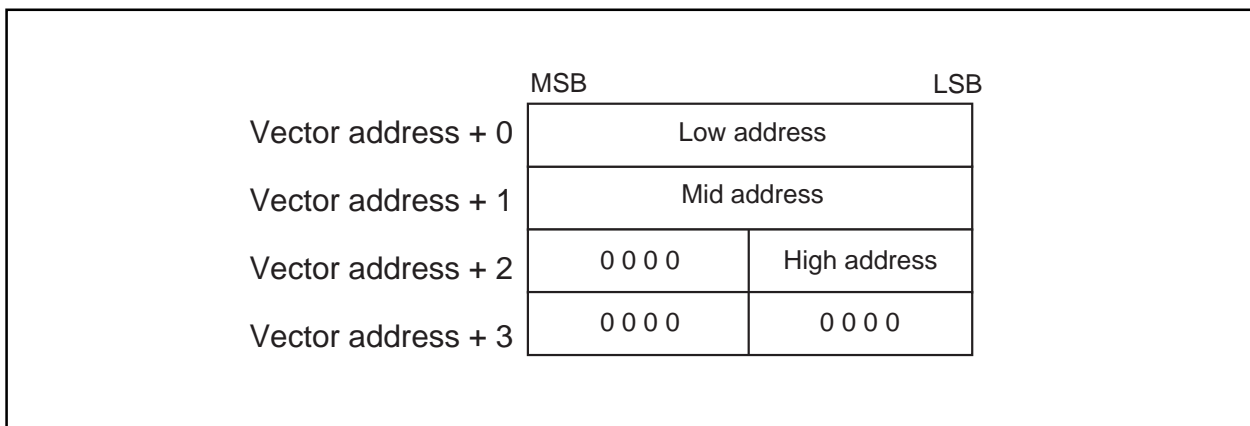 MSB LSB
Vector address + 0 Low address
Vector address + 1 Mid address
Vector address + 2 0 0 0 0 High address
Vector address + 3 0 0 0 0 0 0 0 0